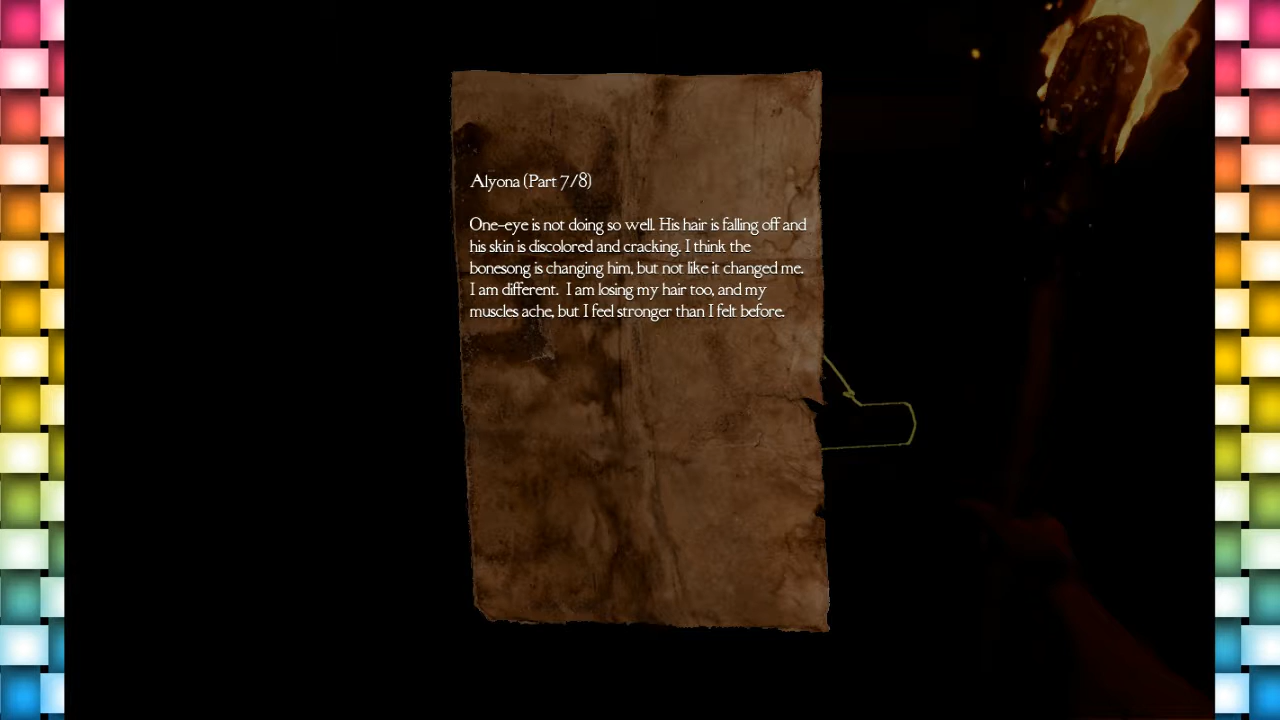 Alyona (Part 7/8)
One-eye is not doing so well. His hair is falling off and
his skin is discolored and cracking. I think the
bonesong is changing him, but not like it changed me.
I am different.  I am losing my hair too, and my
muscles ache, but I feel stronger than I felt before.